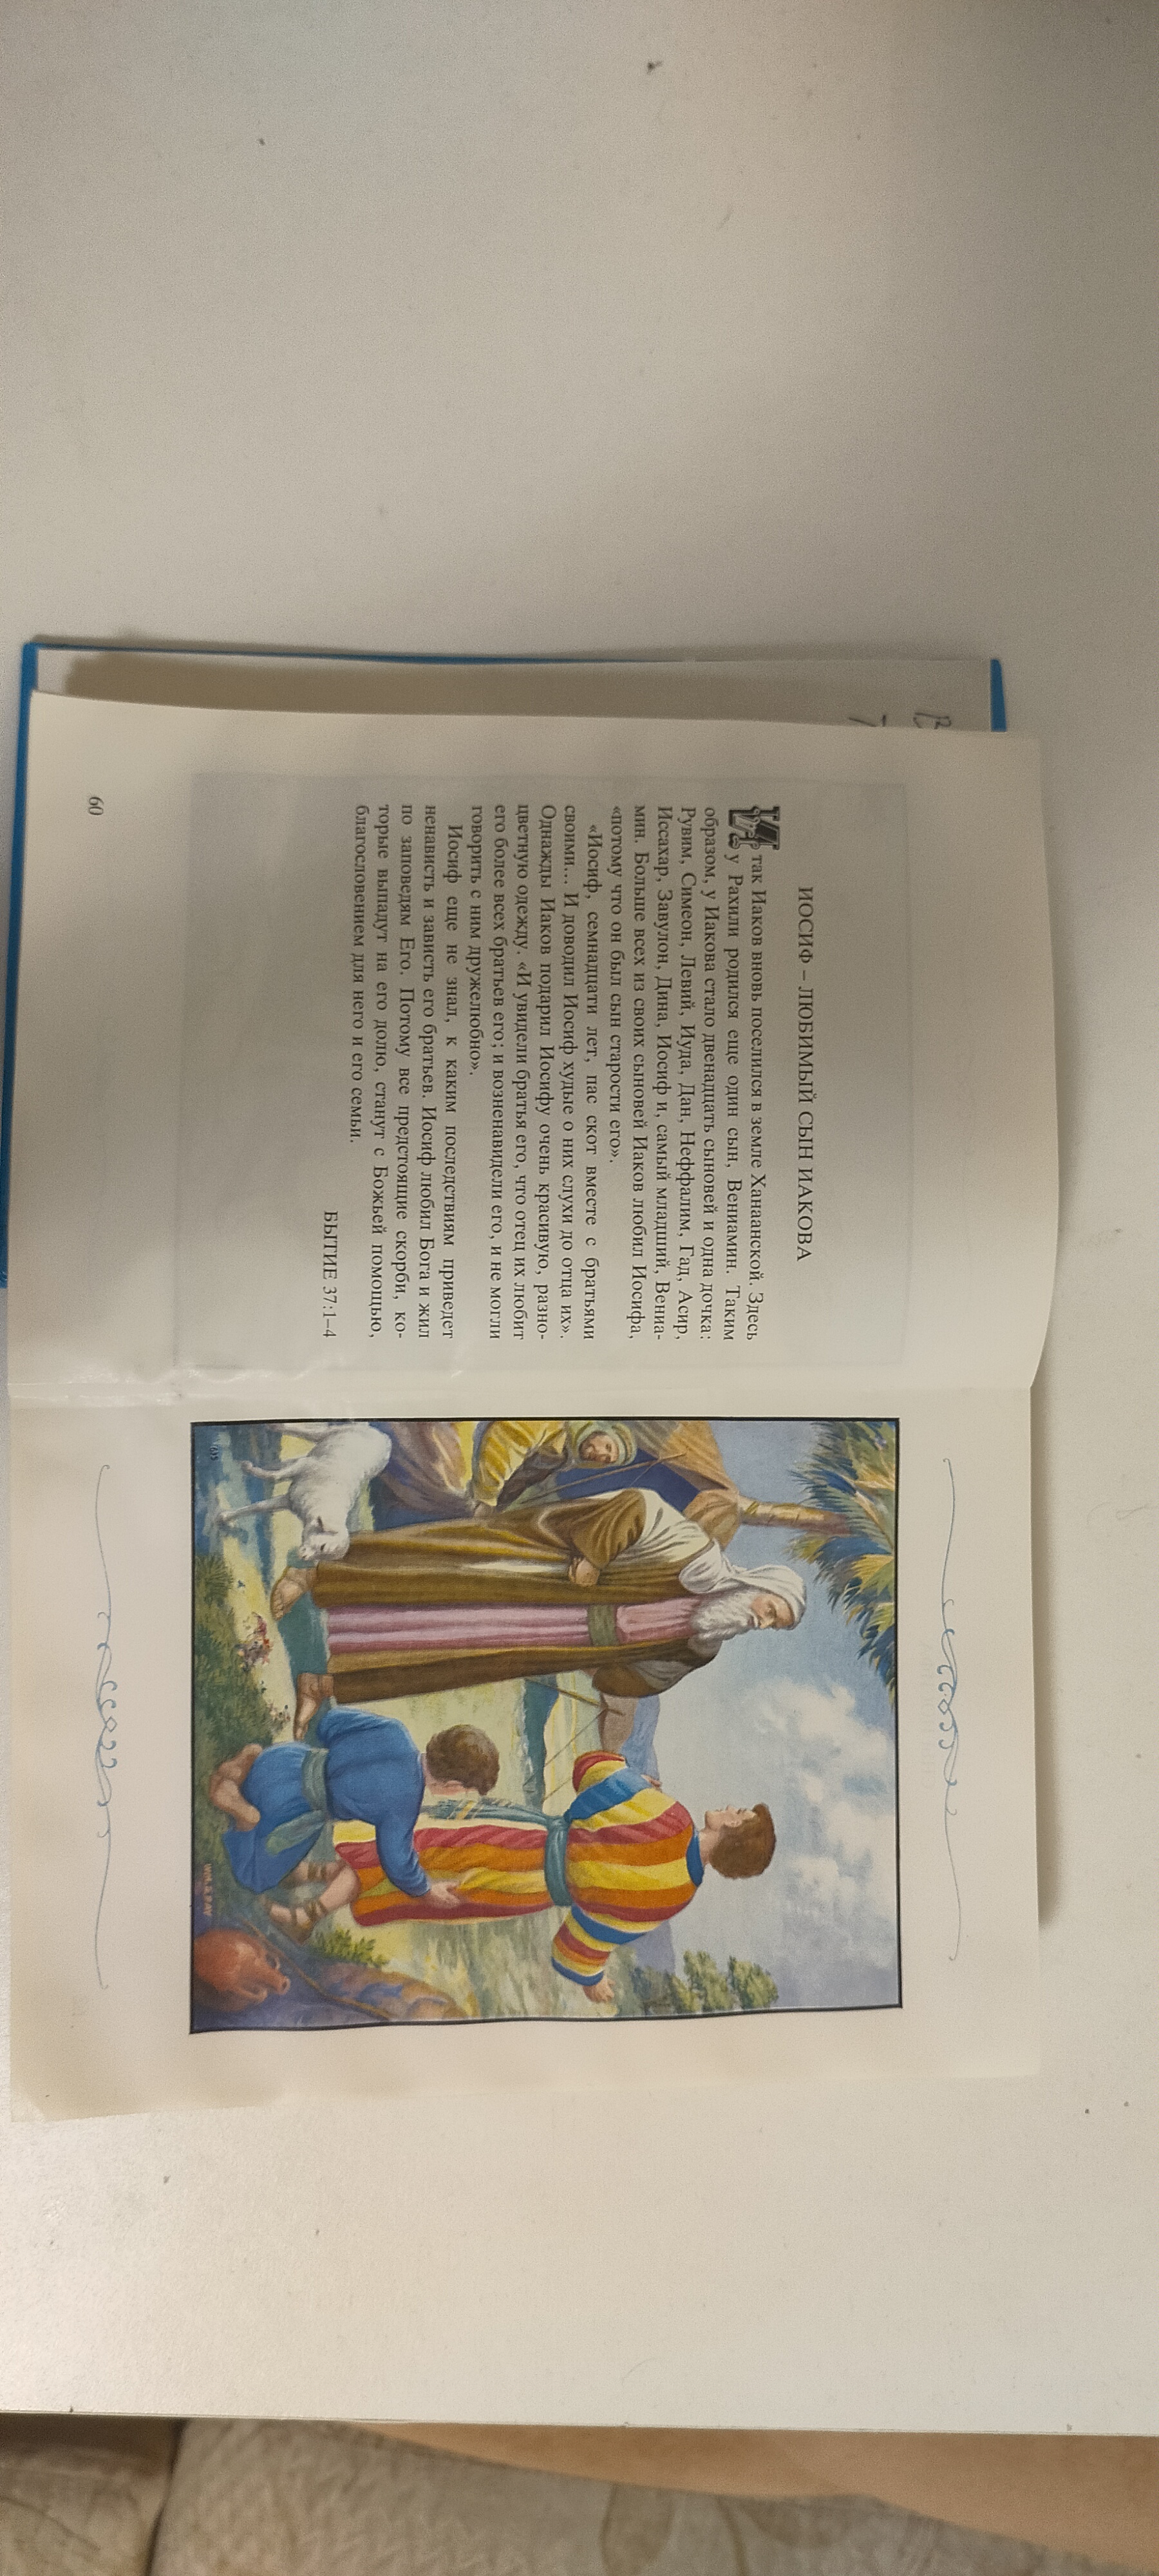 ИОСИФ – ЛЮБИМЫЙ СЫН ИАКОВА
Итак Иаков вновь поселился в земле Ханаанской. Здесь
у Рахили родился еще один сын, Вениамин. Таким
образом, у Иакова стало двенадцать сыновей и одна дочка:
Рувим, Симеон, Левий, Иуда, Дан, Неффалим, Гад, Асир,
Иссахар, Завулон, Дина, Иосиф и, самый младший, Вениа-
мин. Больше всех из своих сыновей Иаков любил Иосифа,
«потому что он был сын старости его».
«Иосиф, семнадцати лет, пас скот вместе с братьями
своими... И доводил Иосиф худые о них слухи до отца их».
Однажды Иаков подарил Иосифу очень красивую, разно-
цветную одежду. «И увидели братья его, что отец их любит
его более всех братьев его; и возненавидели его, и не могли
говорить с ним дружелюбно».
Иосиф еще не знал, к каким последствиям приведет
ненависть и зависть его братьев. Иосиф любил Бога и жил
по заповедям Его. Потому все предстоящие скорби, ко-
торые выпадут на его долю, станут с Божьей помощью,
благословением для него и его семьи.
БЫТИЕ 37:1–4
60